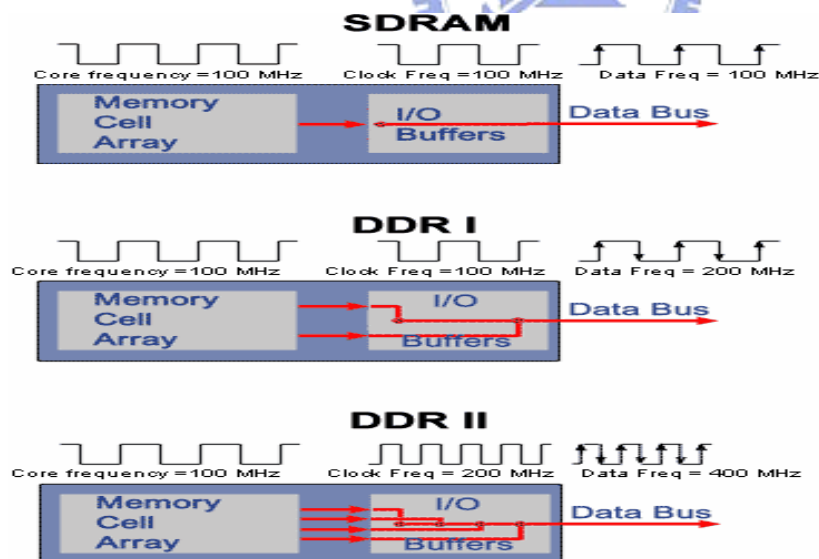 SDRAM
Core frequency =100 MHz Clock Freq =100 MHz Data Freq = 100 MHz
Memory
Cell
Array
I/O
Buffers
Data Bus
DDR I
Core frequency =100 MHz Clock Freq =100 MHz Data Freq = 200 MHz
Memory
Cell
Array
I/O
Buffers
Data Bus
DDR II
Core frequency =100 MHz Clock Freq = 200 MHz Data Freq = 400 MHz
Memory
Cell
Array
I/O
Buffers
Data Bus